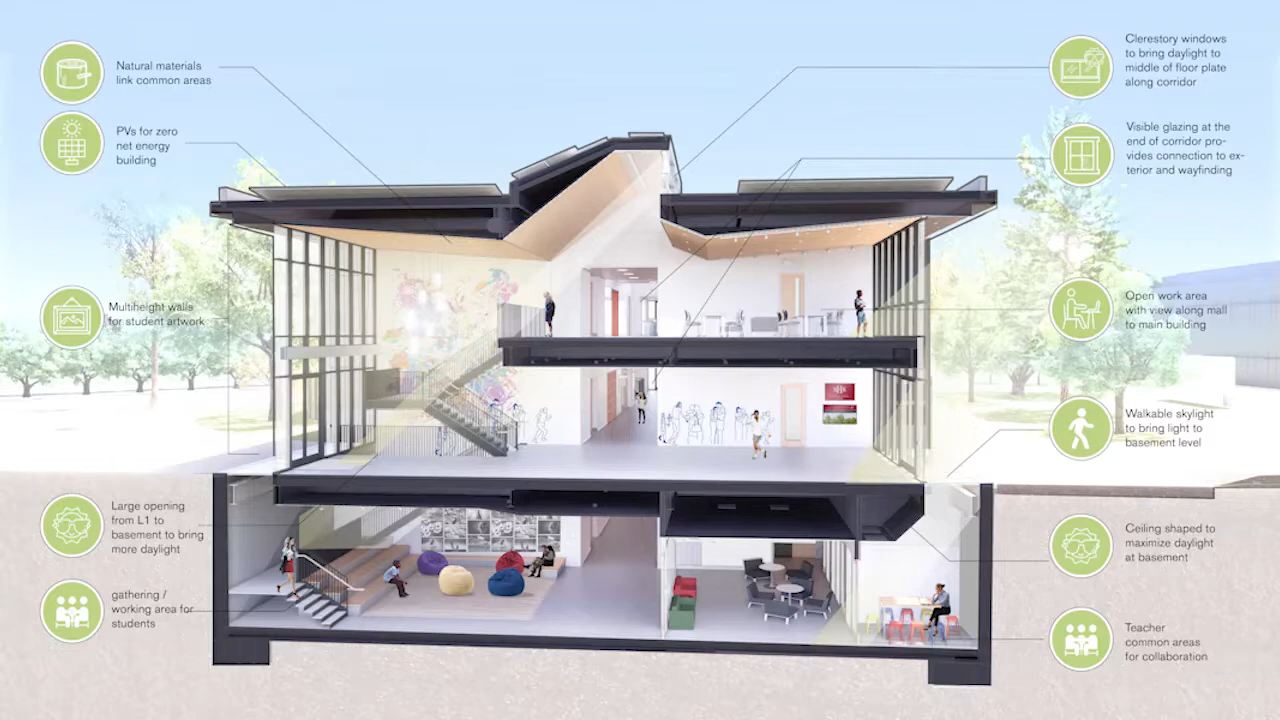 Natural materials
link common areas
PVs for zero
net energy
building
Multiheight walls
for student artwork
Large opening
from L1 to
basement to bring
more daylight
gathering /
working area for
students
Clerestory windows
to bring daylight to
middle of floor plate
along corridor
Visible glazing at the
end of corridor pro-
vides connection to ex-
terior and wayfinding
Open work area
with view along mall
to main building
Walkable skylight
to bring light to
basement level
Ceiling shaped to
maximize daylight
at basement
Teacher
common areas
for collaboration